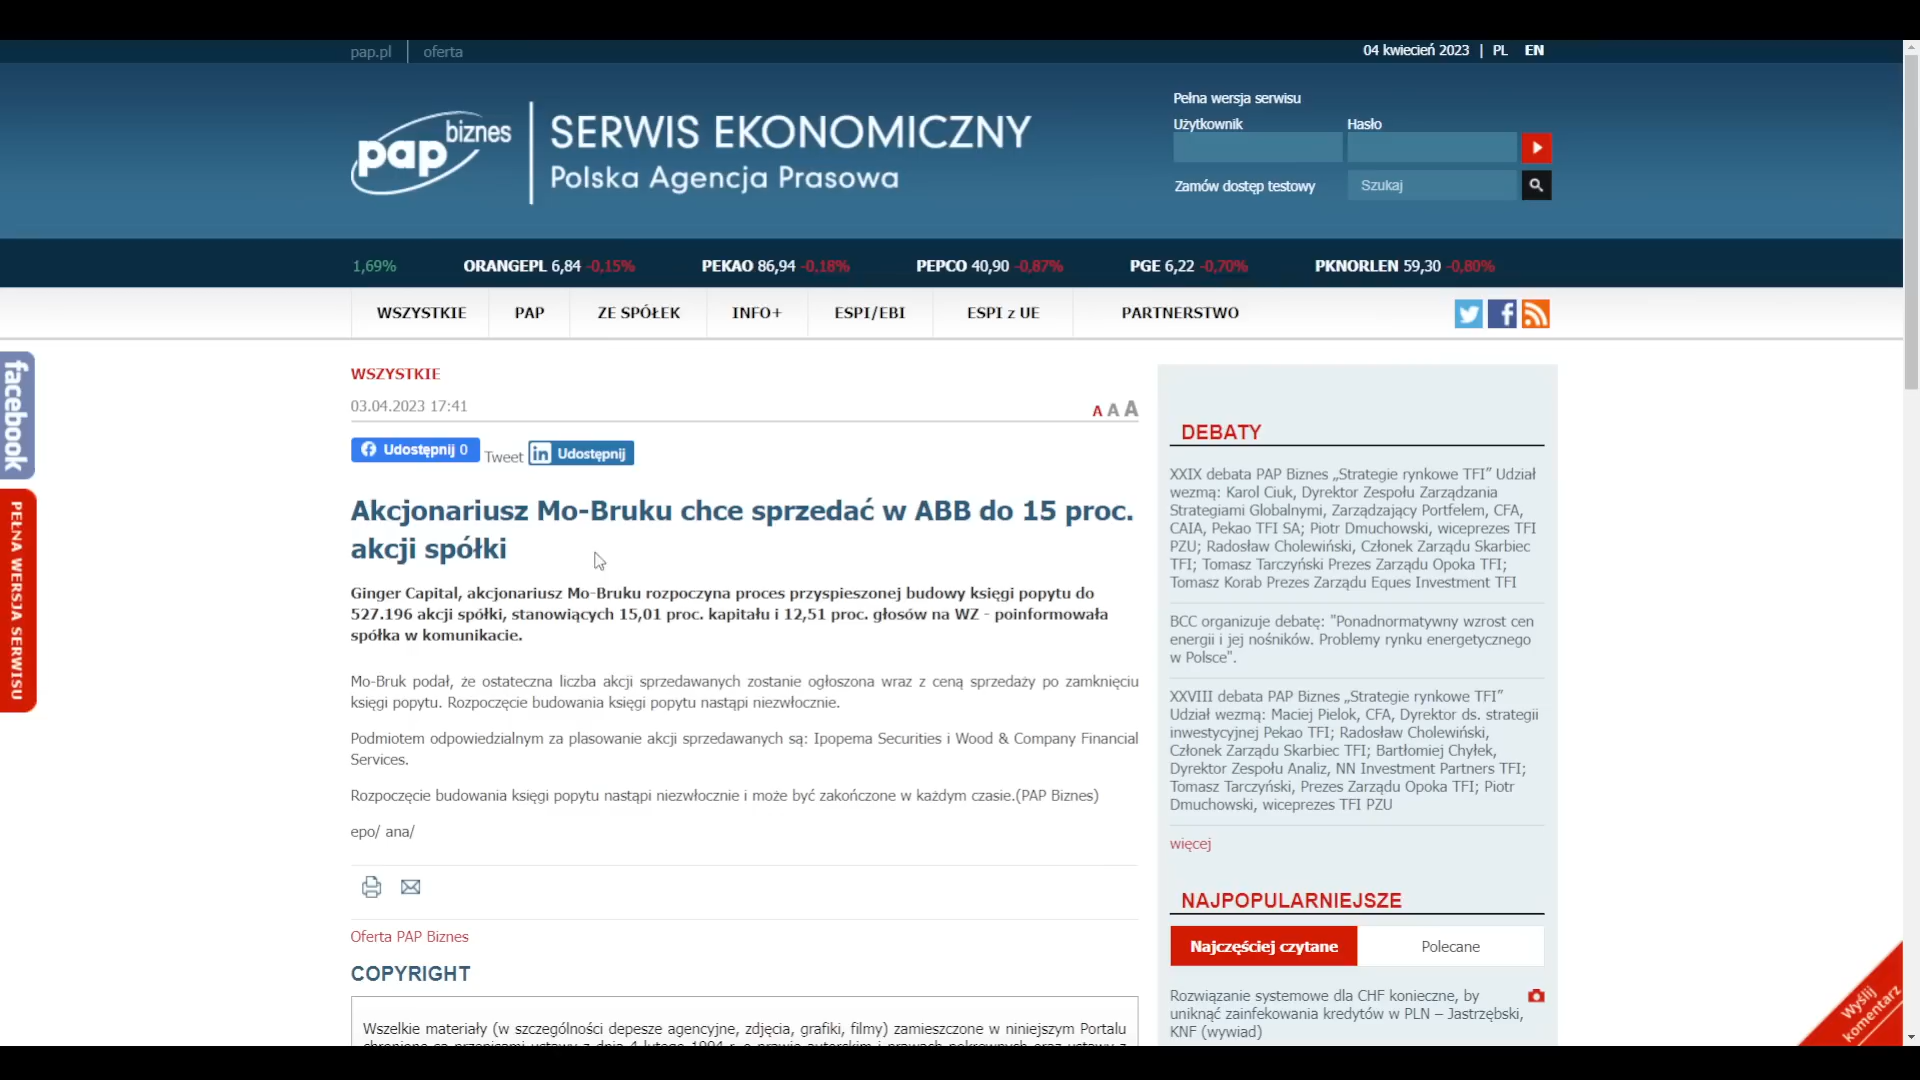 pap.pl
oferta
04 kwiecień 2023 | PL EN
pap biznes
SERWIS EKONOMICZNY
Polska Agencja Prasowa
Pełna wersja serwisu
Użytkownik
Hasło
Zamów dostęp testowy
Szukaj
1,69% ORANGEPL 6,84 -0,15% PEKAO 86,94 -0,18% PEPCO 40,90 -0,87% PGE 6,22 -0,70% PKNORLEN 59,30 -0,80%
WSZYSTKIE PAP ZE SPÓŁEK INFO+ ESPI/EBI ESPI z UE PARTNERSTWO
facebook
PEŁNA WERSJA SERWISU
WSZYSTKIE
03.04.2023 17:41
A A A
Udostępnij 0
Tweet
in Udostępnij
Akcjonariusz Mo-Bruku chce sprzedać w ABB do 15 proc.
akcji spółki
Ginger Capital, akcjonariusz Mo-Bruku rozpoczyna proces przyspieszonej budowy księgi popytu do
527.196 akcji spółki, stanowiących 15,01 proc. kapitału i 12,51 proc. głosów na WZ - poinformowała
spółka w komunikacie.
Mo-Bruk podał, że ostateczna liczba akcji sprzedawanych zostanie ogłoszona wraz z ceną sprzedaży po zamknięciu
księgi popytu. Rozpoczęcie budowania księgi popytu nastąpi niezwłocznie.
Podmiotem odpowiedzialnym za plasowanie akcji sprzedawanych są: Ipopema Securities i Wood & Company Financial
Services.
Rozpoczęcie budowania księgi popytu nastąpi niezwłocznie i może być zakończone w każdym czasie.(PAP Biznes)
epo/ ana/
Oferta PAP Biznes
COPYRIGHT
Wszelkie materiały (w szczególności depesze agencyjne, zdjęcia, grafiki, filmy) zamieszczone w niniejszym Portalu
DEBATY
XXIX debata PAP Biznes „Strategie rynkowe TFI” Udział
wezmą: Karol Ciuk, Dyrektor Zespołu Zarządzania
Strategiami Globalnymi, Zarządzający Portfelem, CFA,
CAIA, Pekao TFI SA; Piotr Dmuchowski, wiceprezes TFI
PZU; Radosław Cholewiński, Członek Zarządu Skarbiec
TFI; Tomasz Tarczyński Prezes Zarządu Opoka TFI;
Tomasz Korab Prezes Zarządu Eques Investment TFI
BCC organizuje debatę: "Ponadnormatywny wzrost cen
energii i jej nośników. Problemy rynku energetycznego
w Polsce".
XXVIII debata PAP Biznes „Strategie rynkowe TFI”
Udział wezmą: Maciej Pielok, CFA, Dyrektor ds. strategii
inwestycyjnej Pekao TFI; Radosław Cholewiński,
Członek Zarządu Skarbiec TFI; Bartłomiej Chyłek,
Dyrektor Zespołu Analiz, NN Investment Partners TFI;
Tomasz Tarczyński, Prezes Zarządu Opoka TFI; Piotr
Dmuchowski, wiceprezes TFI PZU
więcej
NAJPOPULARNIEJSZE
Najczęściej czytane
Polecane
Rozwiązanie systemowe dla CHF konieczne, by
uniknąć zainfekowania kredytów w PLN – Jastrzębski,
KNF (wywiad)
Wyślij
komentarz